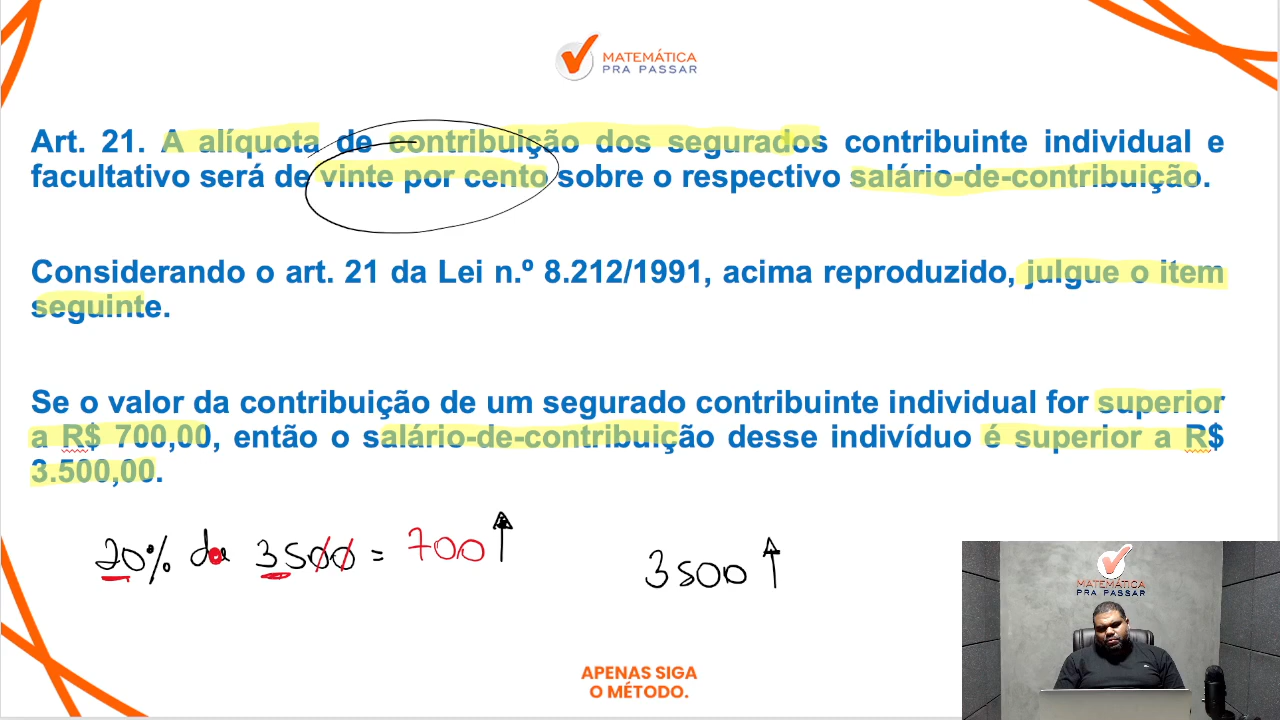 MATEMÁTICA
PRA PASSAR
Art. 21. A alíquota de contribuição dos segurados contribuinte individual e
facultativo será de vinte por cento sobre o respectivo salário-de-contribuição.
Considerando o art. 21 da Lei n.º 8.212/1991, acima reproduzido, julgue o item
seguinte.
Se o valor da contribuição de um segurado contribuinte individual for superior
a R$ 700,00, então o salário-de-contribuição desse indivíduo é superior a R$
3.500,00.
20% de 3500 = 700 ↑
3500 ↑
MATEMÁTICA
PRA PASSAR
APENAS SIGA
O MÉTODO.